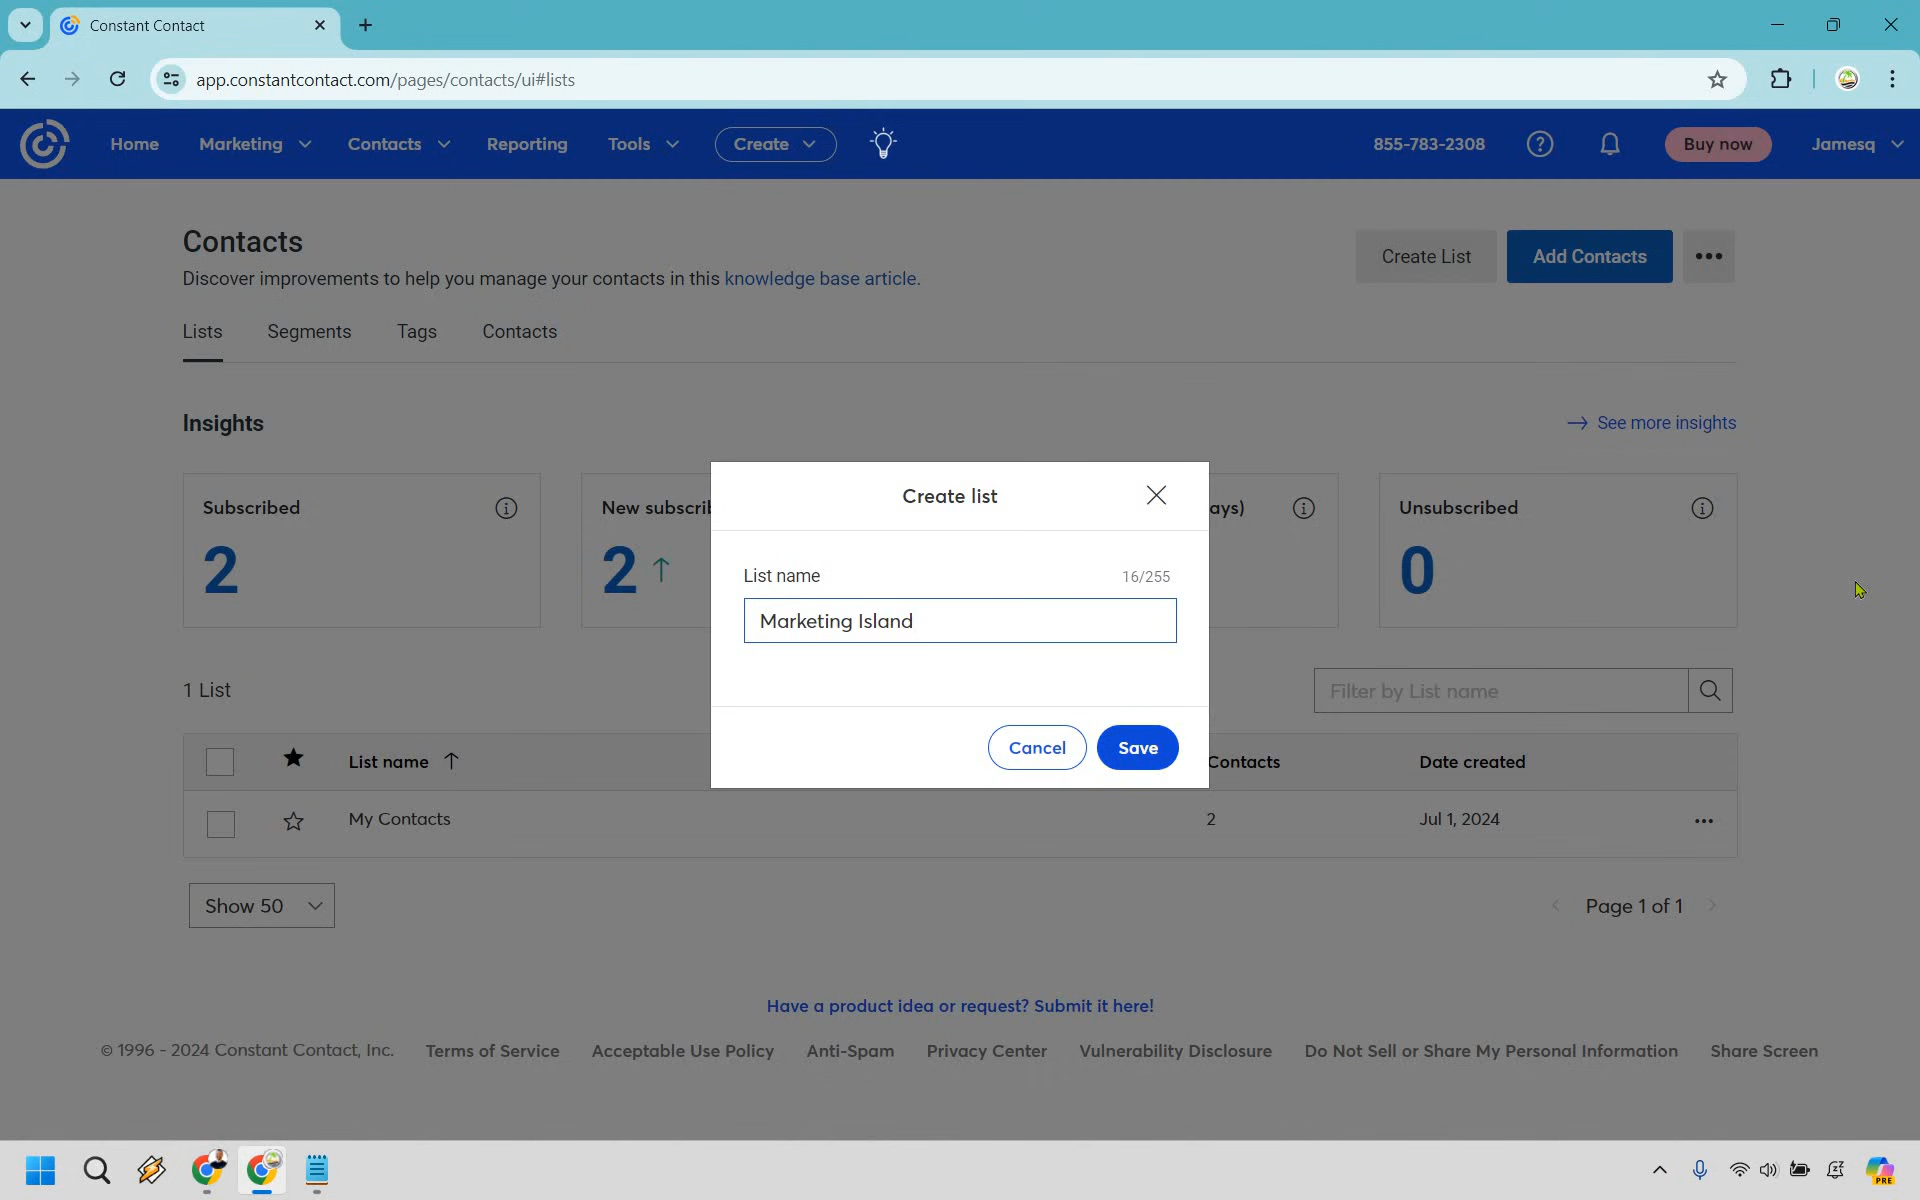 Constant Contact
app.constantcontact.com/pages/contacts/ui#lists
Home Marketing Contacts Reporting Tools Create 855-783-2308 Buy now Jamesq
Contacts
Create List Add Contacts
Discover improvements to help you manage your contacts in this knowledge base article.
Lists Segments Tags Contacts
Insights See more insights
Create list
Subscribed New subscrib ays) Unsubscribed
2 2 0
List name 16/255
Marketing Island
1 List Filter by List name
Cancel Save
List name Contacts Date created
My Contacts 2 Jul 1, 2024
Show 50 Page 1 of 1
Have a product idea or request? Submit it here!
© 1996 - 2024 Constant Contact, Inc. Terms of Service Acceptable Use Policy Anti-Spam Privacy Center Vulnerability Disclosure Do Not Sell or Share My Personal Information Share Screen
PRE